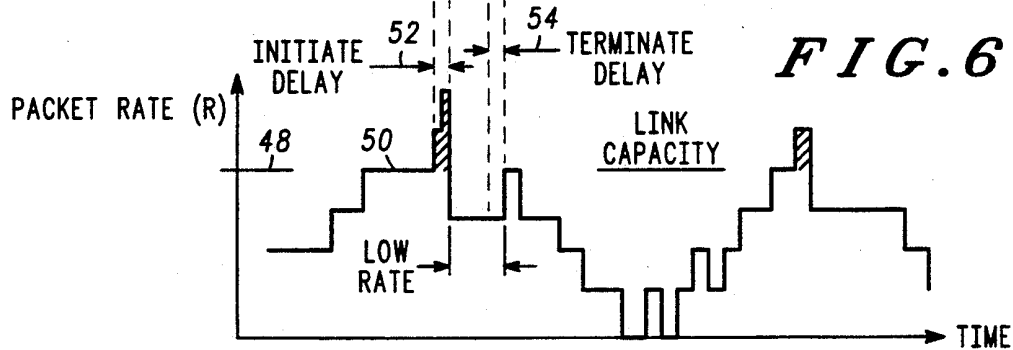 52
54
INITIATE
DELAY
TERMINATE
DELAY
FIG.6
PACKET RATE (R)
48
50
LINK
CAPACITY
LOW
RATE
TIME